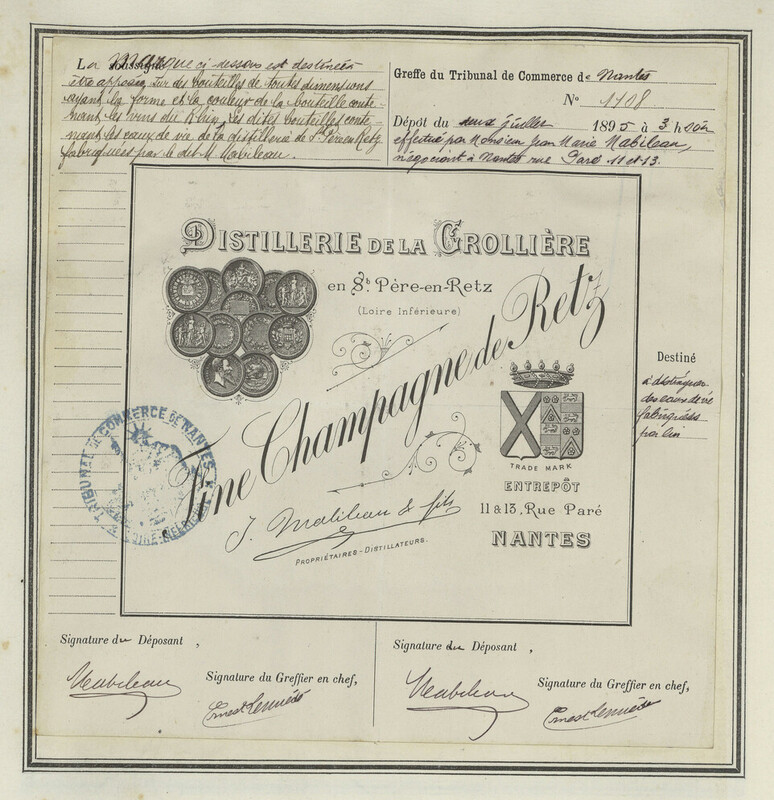 La Marque ci-dessous est destinée à
être apposée sur des bouteilles de toutes dimensions
ayant la forme et la couleur de la bouteille conte-
nant les vins du Rhin, les dites bouteilles conte-
nant les eaux de vie de la distillerie de St Père en Retz
fabriquées par le dit M. Mabileau.
Greffe du Tribunal de Commerce de Nantes
No 1108
Dépôt du deux juillet 1895 à 3 h soir
effectué par Monsieur Jean Marie Mabileau,
négociant à Nantes rue Paré 11 et 13.
DISTILLERIE DE LA GROLLIÈRE
en St Père-en-Retz
(Loire Inférieure)
Fine Champagne de Retz
TRADE MARK
ENTREPÔT
11 & 13, Rue Paré
NANTES
J. Mabileau & fils
PROPRIÉTAIRES-DISTILLATEURS.
Destiné
à distinguer
des eaux de vie
fabriquées
par lui
TRIBUNAL DE COMMERCE DE NANTES
LOIRE-INFÉRIEURE
Signature du Déposant,
Mabileau
Signature du Greffier en chef,
Signature du Déposant,
Mabileau
Signature du Greffier en chef,